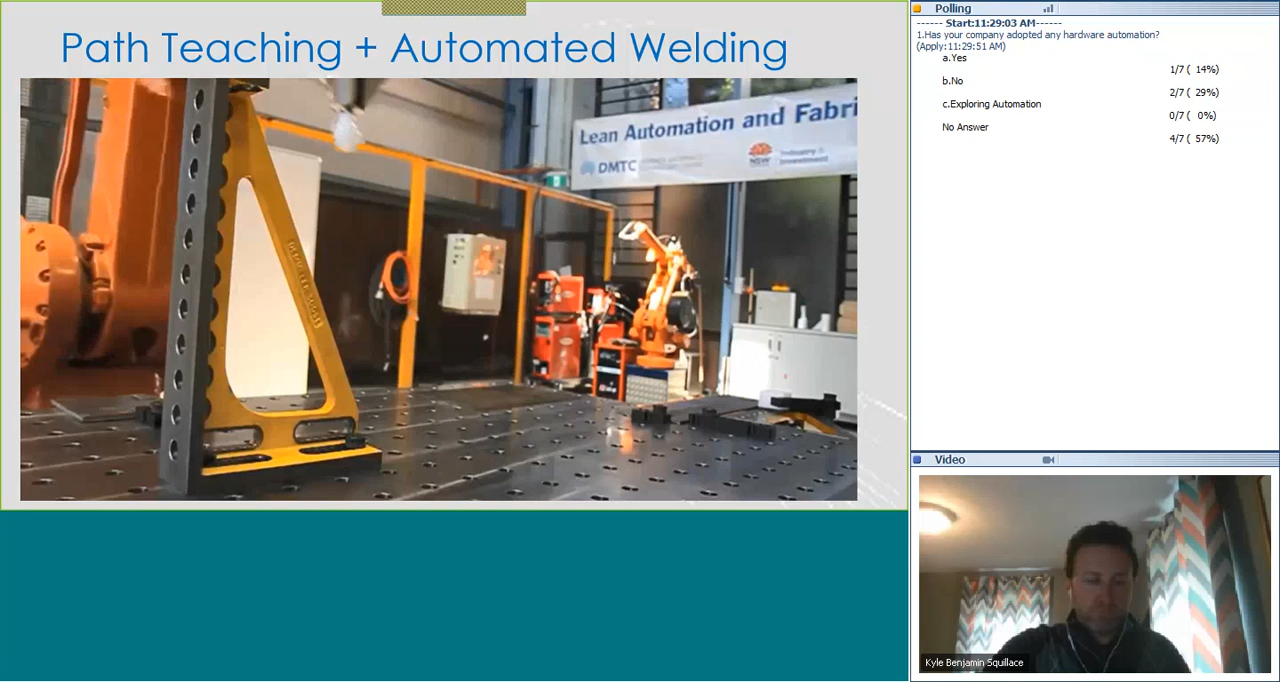 Path Teaching + Automated Welding
Lean Automation and Fabri
DMTC
NSW
Industry &
Investment
Polling
------ Start:11:29:03 AM------
1.Has your company adopted any hardware automation?
(Apply:11:29:51 AM)
a.Yes
1/7 ( 14%)
b.No
2/7 ( 29%)
c.Exploring Automation
0/7 ( 0%)
No Answer
4/7 ( 57%)
Video
Kyle Benjamin Squillace